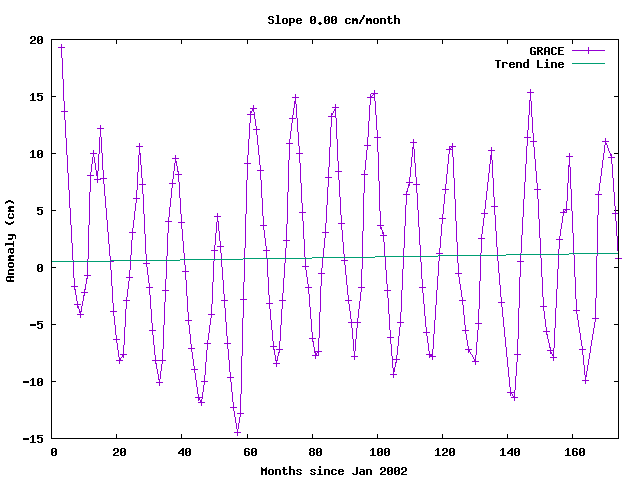 Slope 0.00 cm/month
GRACE
Trend Line
20
15
10
5
0
-5
-10
-15
Anomaly (cm)
0 20 40 60 80 100 120 140 160
Months since Jan 2002